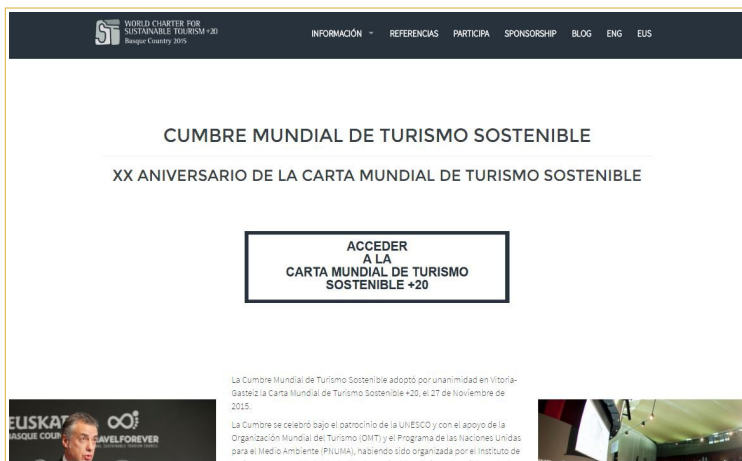 WORLD CHARTER FOR
SUSTAINABLE TOURISM +20
Basque Country 2015
INFORMACIÓN REFERENCIAS PARTICIPA SPONSORSHIP BLOG ENG EUS
CUMBRE MUNDIAL DE TURISMO SOSTENIBLE
XX ANIVERSARIO DE LA CARTA MUNDIAL DE TURISMO SOSTENIBLE
ACCEDER
A LA
CARTA MUNDIAL DE TURISMO
SOSTENIBLE +20
La Cumbre Mundial de Turismo Sostenible adoptó por unanimidad en Vitoria-
Gasteiz la Carta Mundial de Turismo Sostenible +20, el 27 de Noviembre de
2015.
La Cumbre se celebró bajo el patrocinio de la UNESCO y con el apoyo de la
Organización Mundial del Turismo (OMT) y el Programa de las Naciones Unidas
para el Medio Ambiente (PNUMA), habiendo sido organizada por el Instituto de
EUSKA
BASQUE COUN
AVELFOREVER